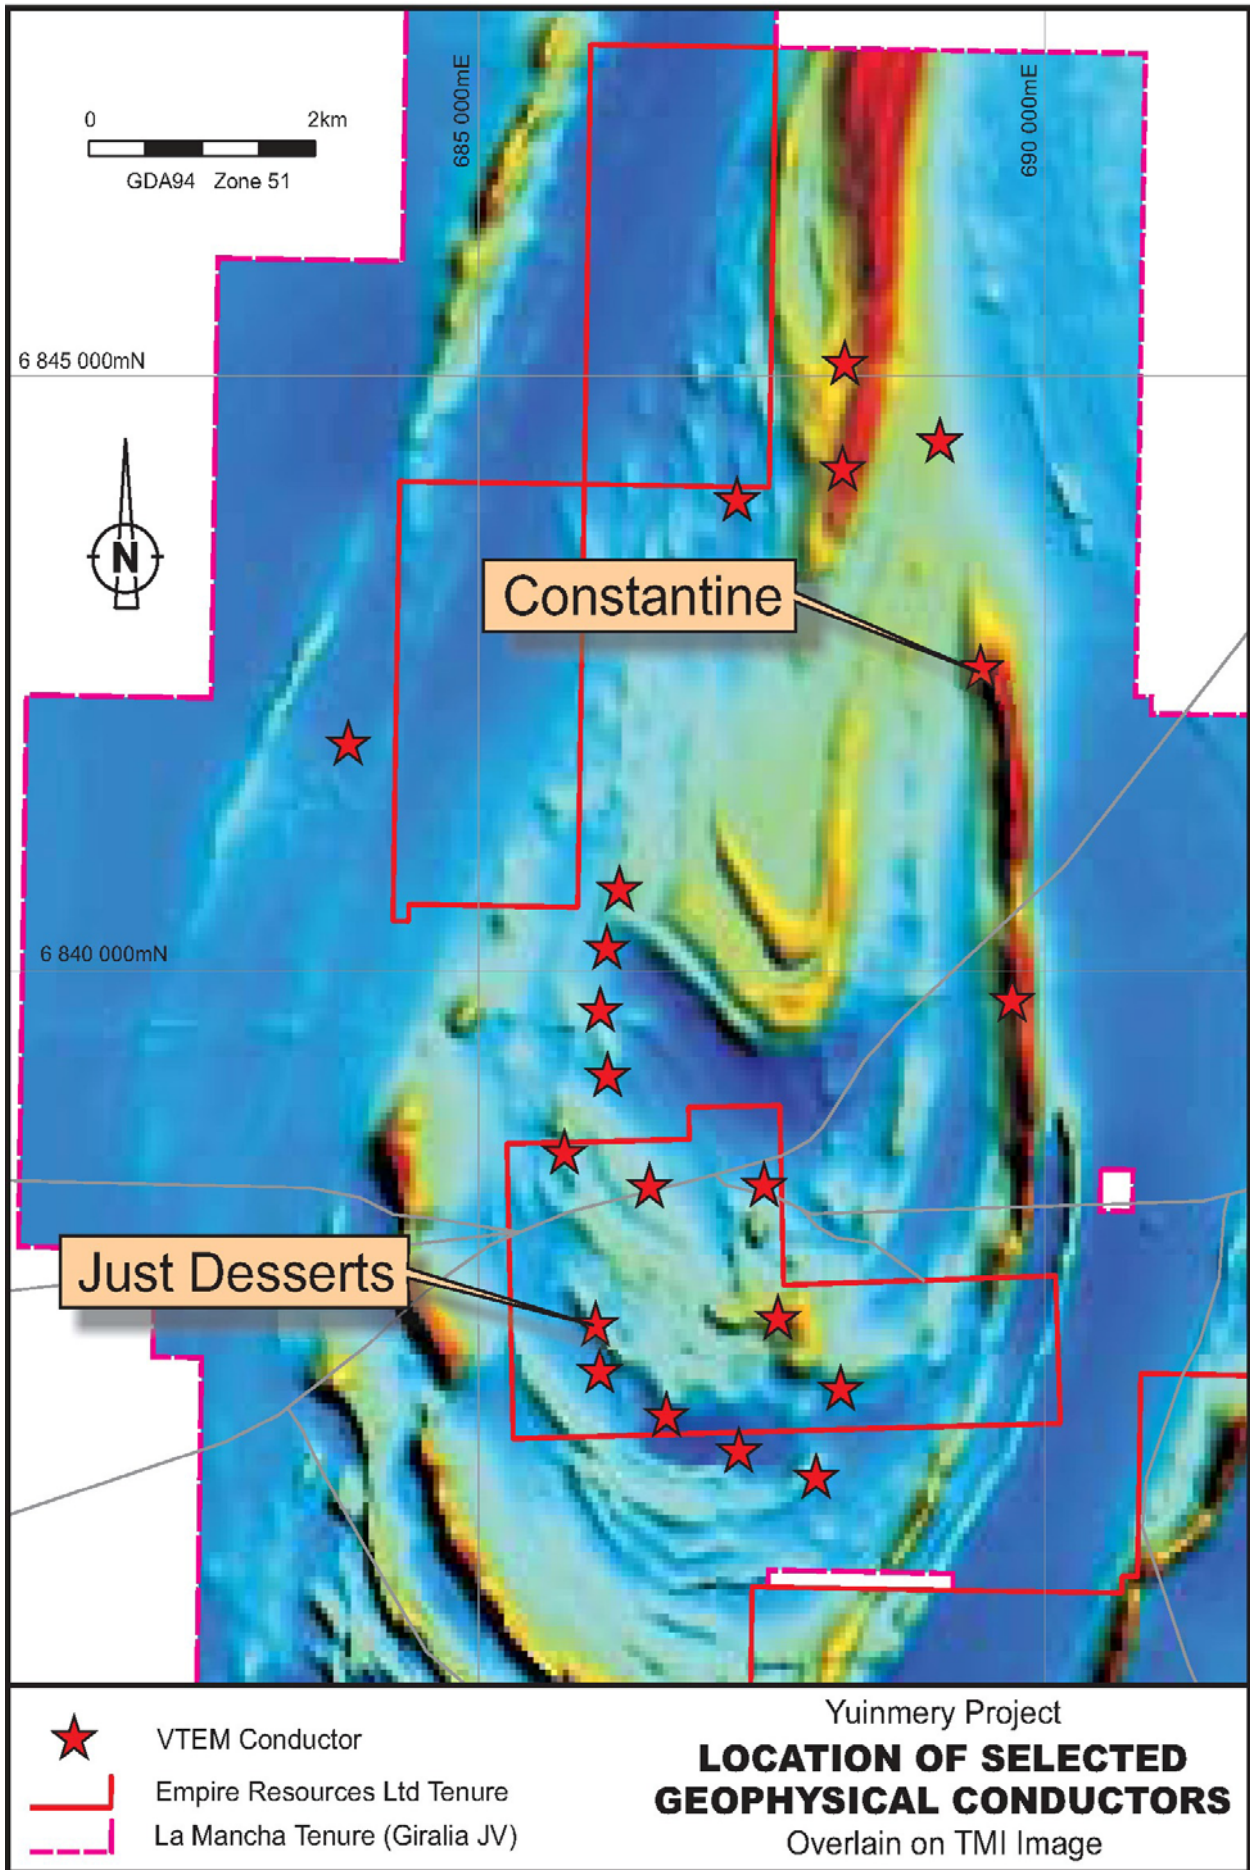 685 000mE
690 000mE
0 2km
GDA94 Zone 51
6 845 000mN
N
Constantine
6 840 000mN
Just Desserts
VTEM Conductor
Empire Resources Ltd Tenure
La Mancha Tenure (Giralia JV)
Yuinmery Project
LOCATION OF SELECTED
GEOPHYSICAL CONDUCTORS
Overlain on TMI Image